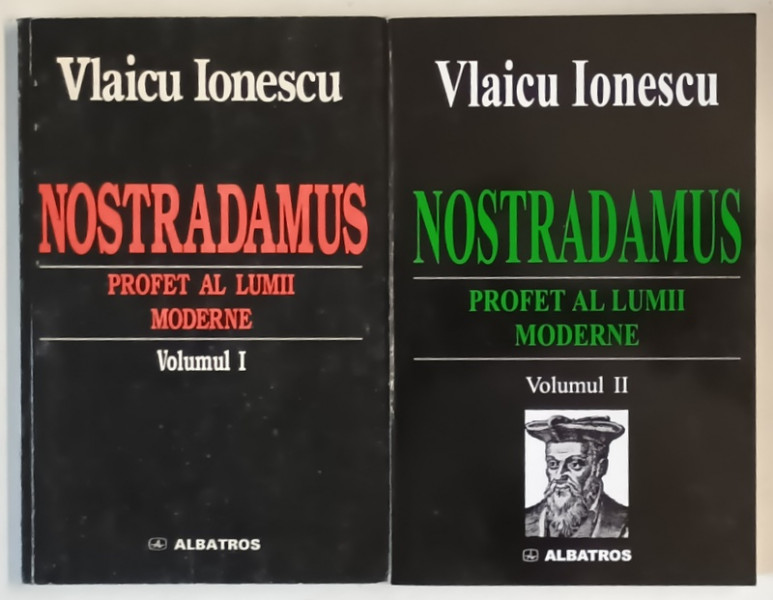 Vlaicu Ionescu
NOSTRADAMUS
PROFET AL LUMII
MODERNE
Volumul I
ALBATROS
Vlaicu Ionescu
NOSTRADAMUS
PROFET AL LUMII
MODERNE
Volumul II
ALBATROS